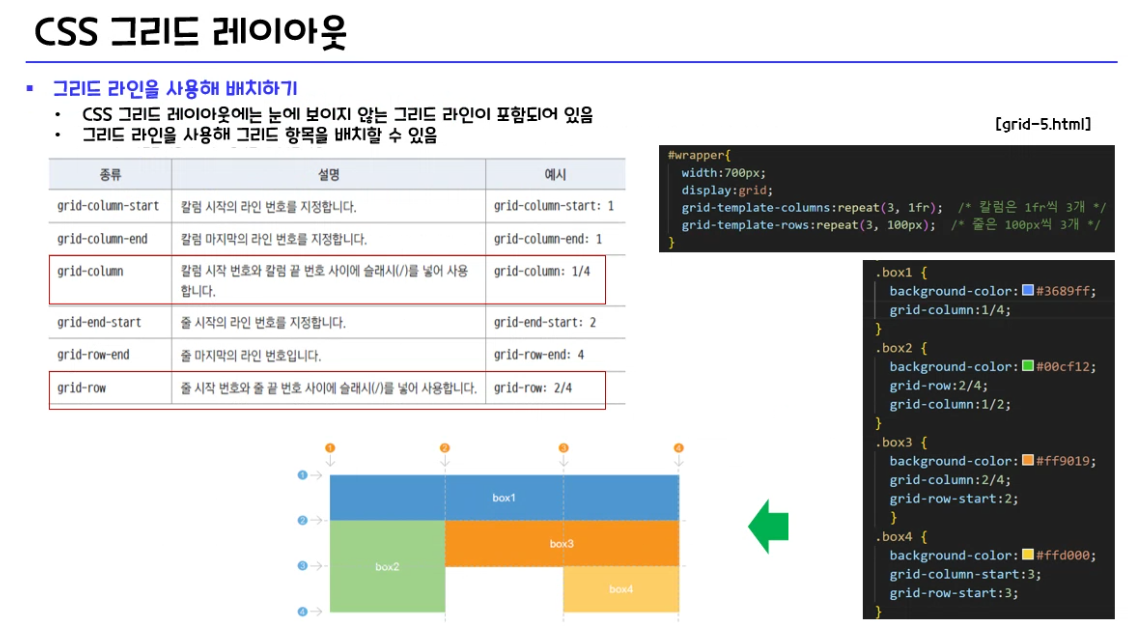 CSS 그리드 레이아웃
▪ 그리드 라인을 사용해 배치하기
• CSS 그리드 레이아웃에는 눈에 보이지 않는 그리드 라인이 포함되어 있음
• 그리드 라인을 사용해 그리드 항목을 배치할 수 있음
종류 설명 예시
grid-column-start 칼럼 시작의 라인 번호를 지정합니다. grid-column-start: 1
grid-column-end 칼럼 마지막의 라인 번호를 지정합니다. grid-column-end: 1
grid-column 칼럼 시작 번호와 칼럼 끝 번호 사이에 슬래시(/)를 넣어 사용 grid-column: 1/4
합니다.
grid-end-start 줄 시작의 라인 번호를 지정합니다. grid-end-start: 2
grid-row-end 줄 마지막의 라인 번호입니다. grid-row-end: 4
grid-row 줄 시작 번호와 줄 끝 번호 사이에 슬래시(/)를 넣어 사용합니다. grid-row: 2/4
[grid-5.html]
#wrapper{
width:700px;
display:grid;
grid-template-columns:repeat(3, 1fr); /* 칼럼은 1fr씩 3개 */
grid-template-rows:repeat(3, 100px); /* 줄은 100px씩 3개 */
}
.box1 {
background-color:#3689ff;
grid-column:1/4;
}
.box2 {
background-color:#00cf12;
grid-row:2/4;
grid-column:1/2;
}
.box3 {
background-color:#ff9019;
grid-column:2/4;
grid-row-start:2;
}
.box4 {
background-color:#ffd000;
grid-column-start:3;
grid-row-start:3;
}
1 2 3 4
1
box1
2
box3
3
box2
box4
4